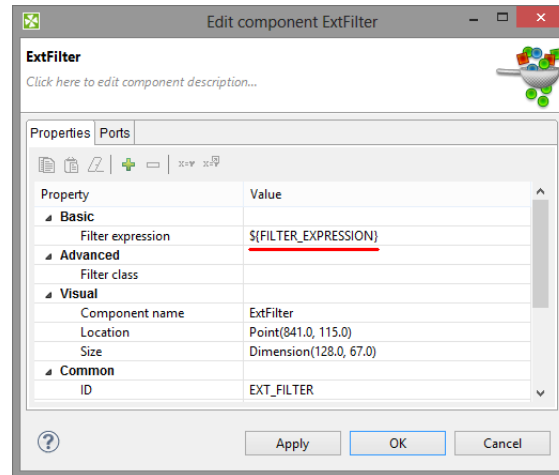 Edit component ExtFilter
ExtFilter
Click here to edit component description...
Properties Ports
x=y x=y
Property Value
Basic
Filter expression ${FILTER_EXPRESSION}
Advanced
Filter class
Visual
Component name ExtFilter
Location Point(841.0, 115.0)
Size Dimension(128.0, 67.0)
Common
ID EXT_FILTER
? Apply OK Cancel